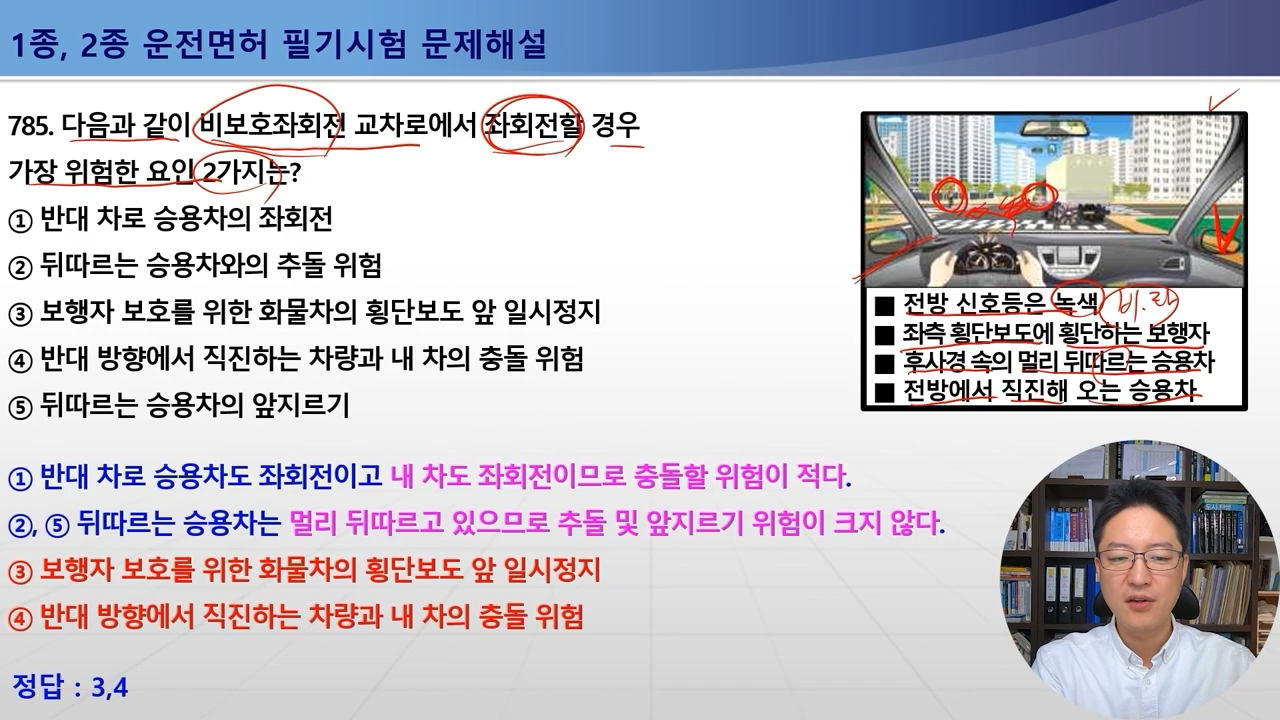 1종, 2종 운전면허 필기시험 문제해설
785. 다음과 같이 비보호좌회전 교차로에서 좌회전할 경우
가장 위험한 요인 2가지는?
① 반대 차로 승용차의 좌회전
② 뒤따르는 승용차와의 추돌 위험
③ 보행자 보호를 위한 화물차의 횡단보도 앞 일시정지
④ 반대 방향에서 직진하는 차량과 내 차의 충돌 위험
⑤ 뒤따르는 승용차의 앞지르기
■ 전방 신호등은 녹색
■ 좌측 횡단보도에 횡단하는 보행자
■ 후사경 속의 멀리 뒤따르는 승용차
■ 전방에서 직진해 오는 승용차
① 반대 차로 승용차도 좌회전이고 내 차도 좌회전이므로 충돌할 위험이 적다.
②, ⑤ 뒤따르는 승용차는 멀리 뒤따르고 있으므로 추돌 및 앞지르기 위험이 크지 않다.
③ 보행자 보호를 위한 화물차의 횡단보도 앞 일시정지
④ 반대 방향에서 직진하는 차량과 내 차의 충돌 위험
정답 : 3,4